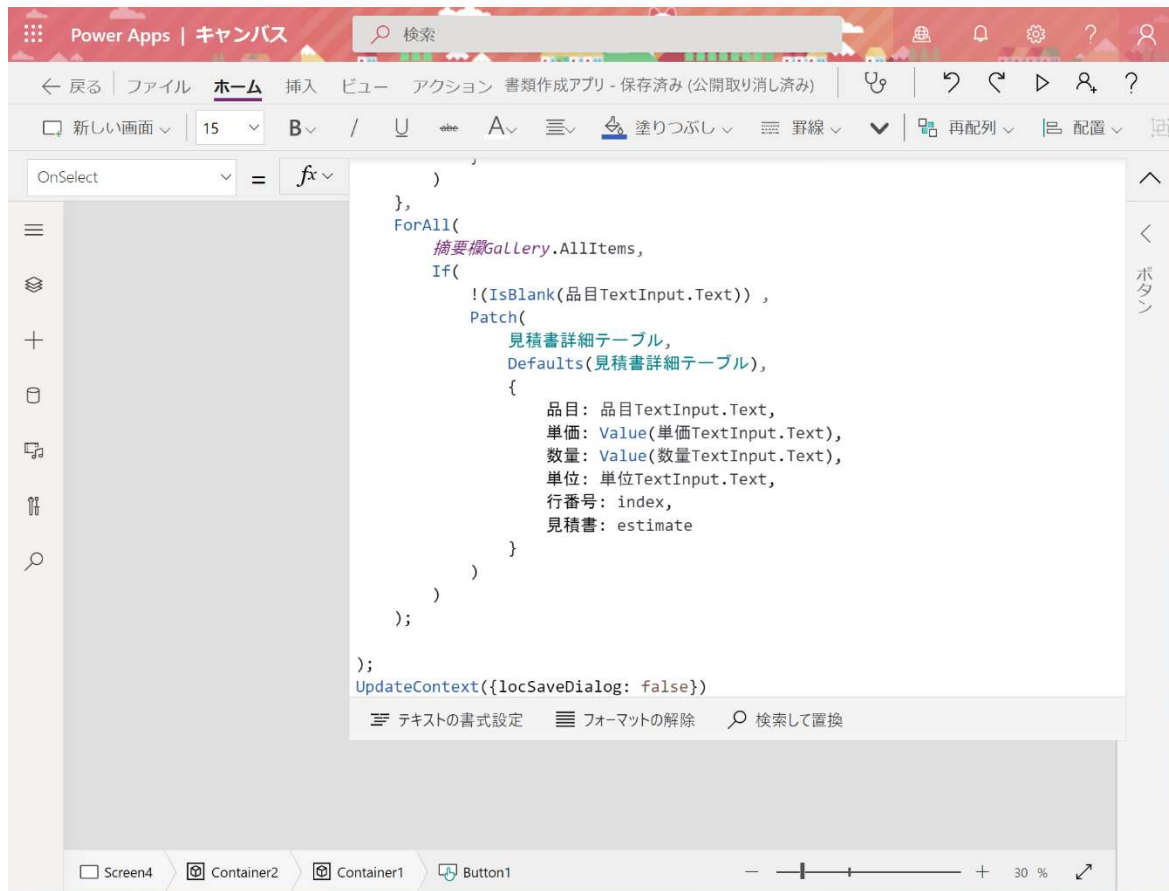 Power Apps | キャンバス 検索
← 戻る ファイル ホーム 挿入 ビュー アクション 書類作成アプリ - 保存済み (公開取り消し済み) ?
新しい画面 15 B / U abc A 塗りつぶし 罫線 再配列 配置
OnSelect = fx
)
},
ForAll(
摘要欄Gallery.AllItems,
If(
!(IsBlank(品目TextInput.Text)) ,
Patch(
見積書詳細テーブル,
Defaults(見積書詳細テーブル),
{
品目: 品目TextInput.Text,
単価: Value(単価TextInput.Text),
数量: Value(数量TextInput.Text),
単位: 単位TextInput.Text,
行番号: index,
見積書: estimate
}
)
)
);
);
UpdateContext({locSaveDialog: false})
テキストの書式設定 フォーマットの解除 検索して置換
ボタン
Screen4 Container2 Container1 Button1 — + 30 %